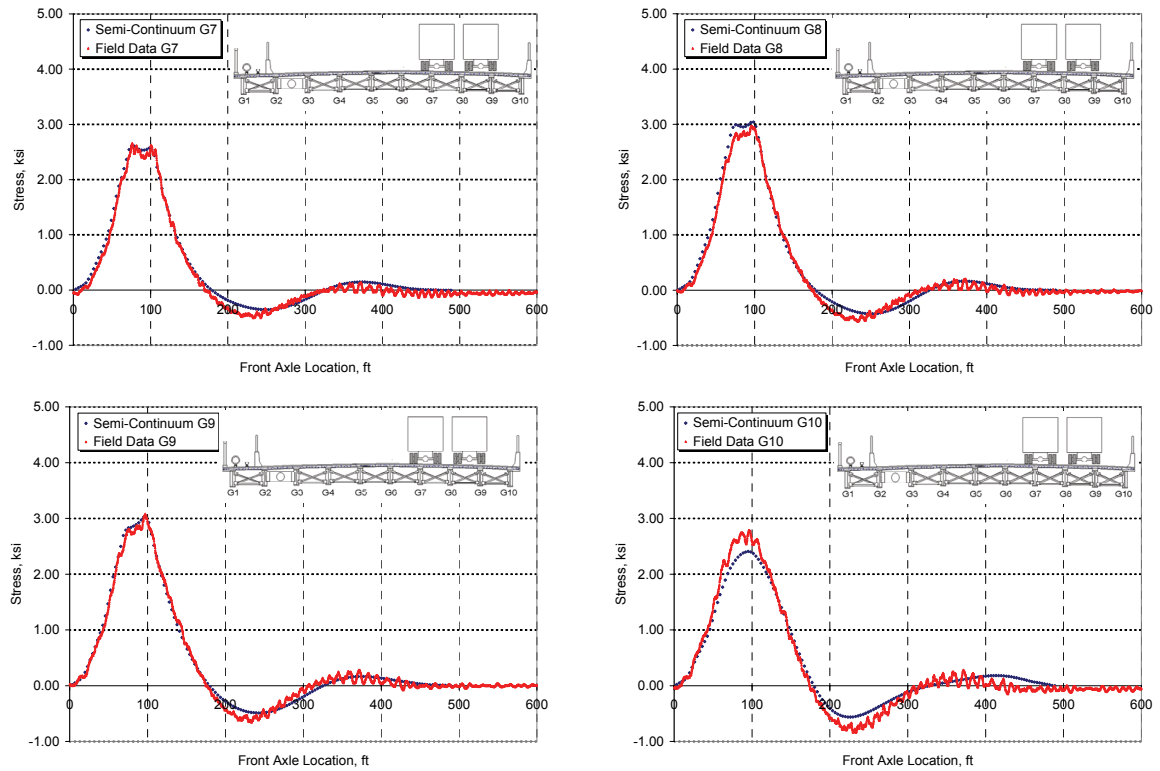 5.00
Semi-Continuum G7
Field Data G7
4.00
G1 G2 G3 G4 G5 G6 G7 G8 G9 G10
3.00
2.00
Stress, ksi
1.00
0.00
0 100 200 300 400 500 600
-1.00
Front Axle Location, ft
5.00
Semi-Continuum G8
Field Data G8
4.00
G1 G2 G3 G4 G5 G6 G7 G8 G9 G10
3.00
2.00
Stress, ksi
1.00
0.00
0 100 200 300 400 500 600
-1.00
Front Axle Location, ft
5.00
Semi-Continuum G9
Field Data G9
4.00
G1 G2 G3 G4 G5 G6 G7 G8 G9 G10
3.00
2.00
Stress, ksi
1.00
0.00
0 100 200 300 400 500 600
-1.00
Front Axle Location, ft
5.00
Semi-Continuum G10
Field Data G10
4.00
G1 G2 G3 G4 G5 G6 G7 G8 G9 G10
3.00
2.00
Stress, ksi
1.00
0.00
0 100 200 300 400 500 600
-1.00
Front Axle Location, ft